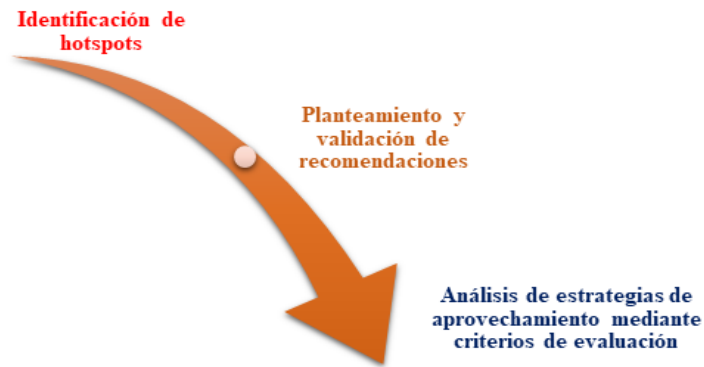 Identificación de
hotspots
Planteamiento y
validación de
recomendaciones
Análisis de estrategias de
aprovechamiento mediante
criterios de evaluación